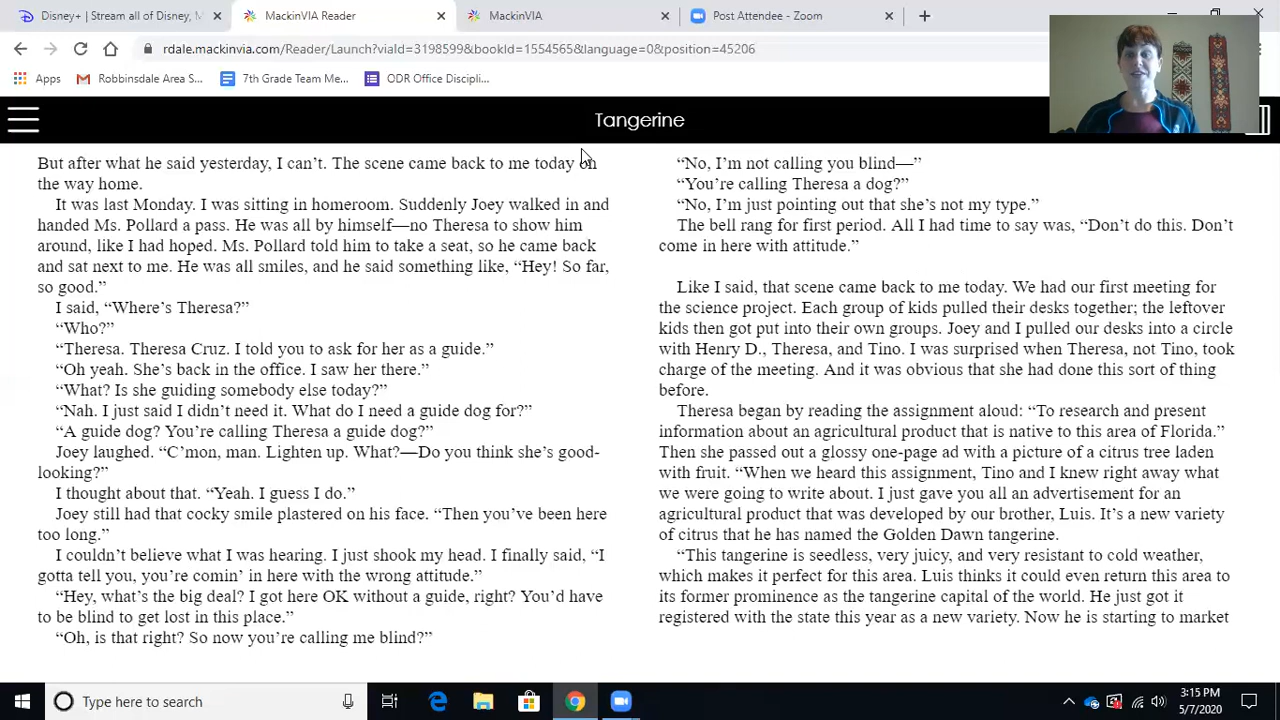 Disney+ | Stream all of Disney, M
MackinVIA Reader
MackinVIA
Post Attendee - Zoom
rdale.mackinvia.com/Reader/Launch?viaId=3198599&bookId=1554565&language=0&position=45206
Apps
Robbinsdale Area S...
7th Grade Team Me...
ODR Office Discipli...
Tangerine
But after what he said yesterday, I can’t. The scene came back to me today on
the way home.
It was last Monday. I was sitting in homeroom. Suddenly Joey walked in and
handed Ms. Pollard a pass. He was all by himself—no Theresa to show him
around, like I had hoped. Ms. Pollard told him to take a seat, so he came back
and sat next to me. He was all smiles, and he said something like, “Hey! So far,
so good.”
I said, “Where’s Theresa?”
“Who?”
“Theresa. Theresa Cruz. I told you to ask for her as a guide.”
“Oh yeah. She’s back in the office. I saw her there.”
“What? Is she guiding somebody else today?”
“Nah. I just said I didn’t need it. What do I need a guide dog for?”
“A guide dog? You’re calling Theresa a guide dog?”
Joey laughed. “C’mon, man. Lighten up. What?—Do you think she’s good-
looking?”
I thought about that. “Yeah. I guess I do.”
Joey still had that cocky smile plastered on his face. “Then you’ve been here
too long.”
I couldn’t believe what I was hearing. I just shook my head. I finally said, “I
gotta tell you, you’re comin’ in here with the wrong attitude.”
“Hey, what’s the big deal? I got here OK without a guide, right? You’d have
to be blind to get lost in this place.”
“Oh, is that right? So now you’re calling me blind?”
“No, I’m not calling you blind—”
“You’re calling Theresa a dog?”
“No, I’m just pointing out that she’s not my type.”
The bell rang for first period. All I had time to say was, “Don’t do this. Don’t
come in here with attitude.”
Like I said, that scene came back to me today. We had our first meeting for
the science project. Each group of kids pulled their desks together; the leftover
kids then got put into their own groups. Joey and I pulled our desks into a circle
with Henry D., Theresa, and Tino. I was surprised when Theresa, not Tino, took
charge of the meeting. And it was obvious that she had done this sort of thing
before.
Theresa began by reading the assignment aloud: “To research and present
information about an agricultural product that is native to this area of Florida.”
Then she passed out a glossy one-page ad with a picture of a citrus tree laden
with fruit. “When we heard this assignment, Tino and I knew right away what
we were going to write about. I just gave you all an advertisement for an
agricultural product that was developed by our brother, Luis. It’s a new variety
of citrus that he has named the Golden Dawn tangerine.
“This tangerine is seedless, very juicy, and very resistant to cold weather,
which makes it perfect for this area. Luis thinks it could even return this area to
its former prominence as the tangerine capital of the world. He just got it
registered with the state this year as a new variety. Now he is starting to market
Type here to search
3:15 PM
5/7/2020